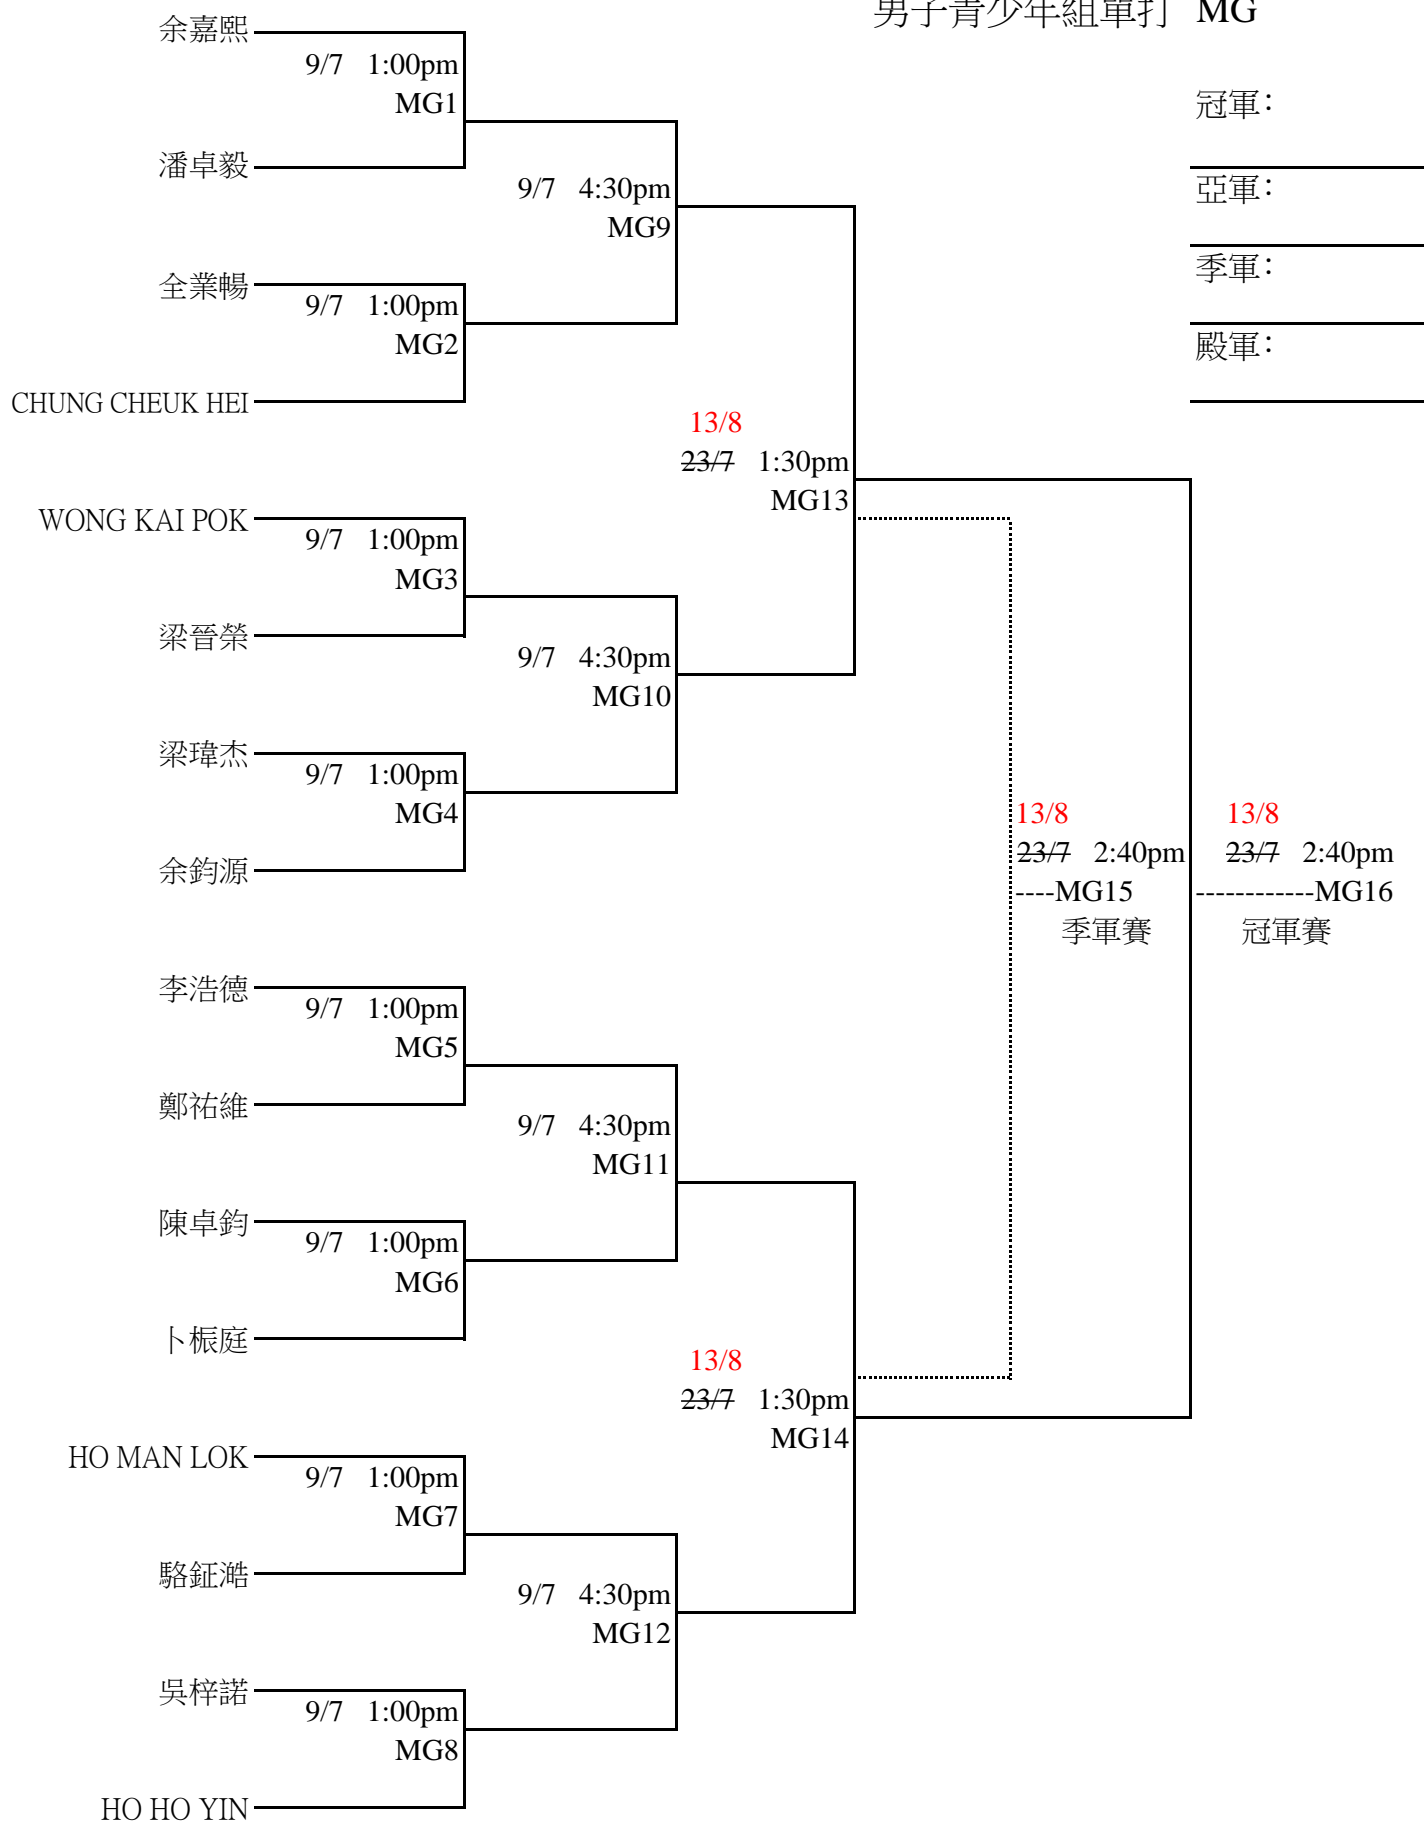 男子青少年組單打 MG
余嘉熙
9/7 1:00pm
MG1
冠軍：
潘卓毅
9/7 4:30pm
MG9
亞軍：
季軍：
全業暢
9/7 1:00pm
MG2
殿軍：
CHUNG CHEUK HEI
13/8
23/7 1:30pm
MG13
WONG KAI POK
9/7 1:00pm
MG3
梁晉榮
9/7 4:30pm
MG10
梁瑋杰
9/7 1:00pm
MG4
余鈞源
13/8 13/8
23/7 2:40pm 23/7 2:40pm
----MG15 ------------MG16
季軍賽 冠軍賽
李浩德
9/7 1:00pm
MG5
鄭祐維
9/7 4:30pm
MG11
陳卓鈞
9/7 1:00pm
MG6
卜桭庭
13/8
23/7 1:30pm
MG14
HO MAN LOK
9/7 1:00pm
MG7
駱鉦澔
9/7 4:30pm
MG12
吳梓諾
9/7 1:00pm
MG8
HO HO YIN